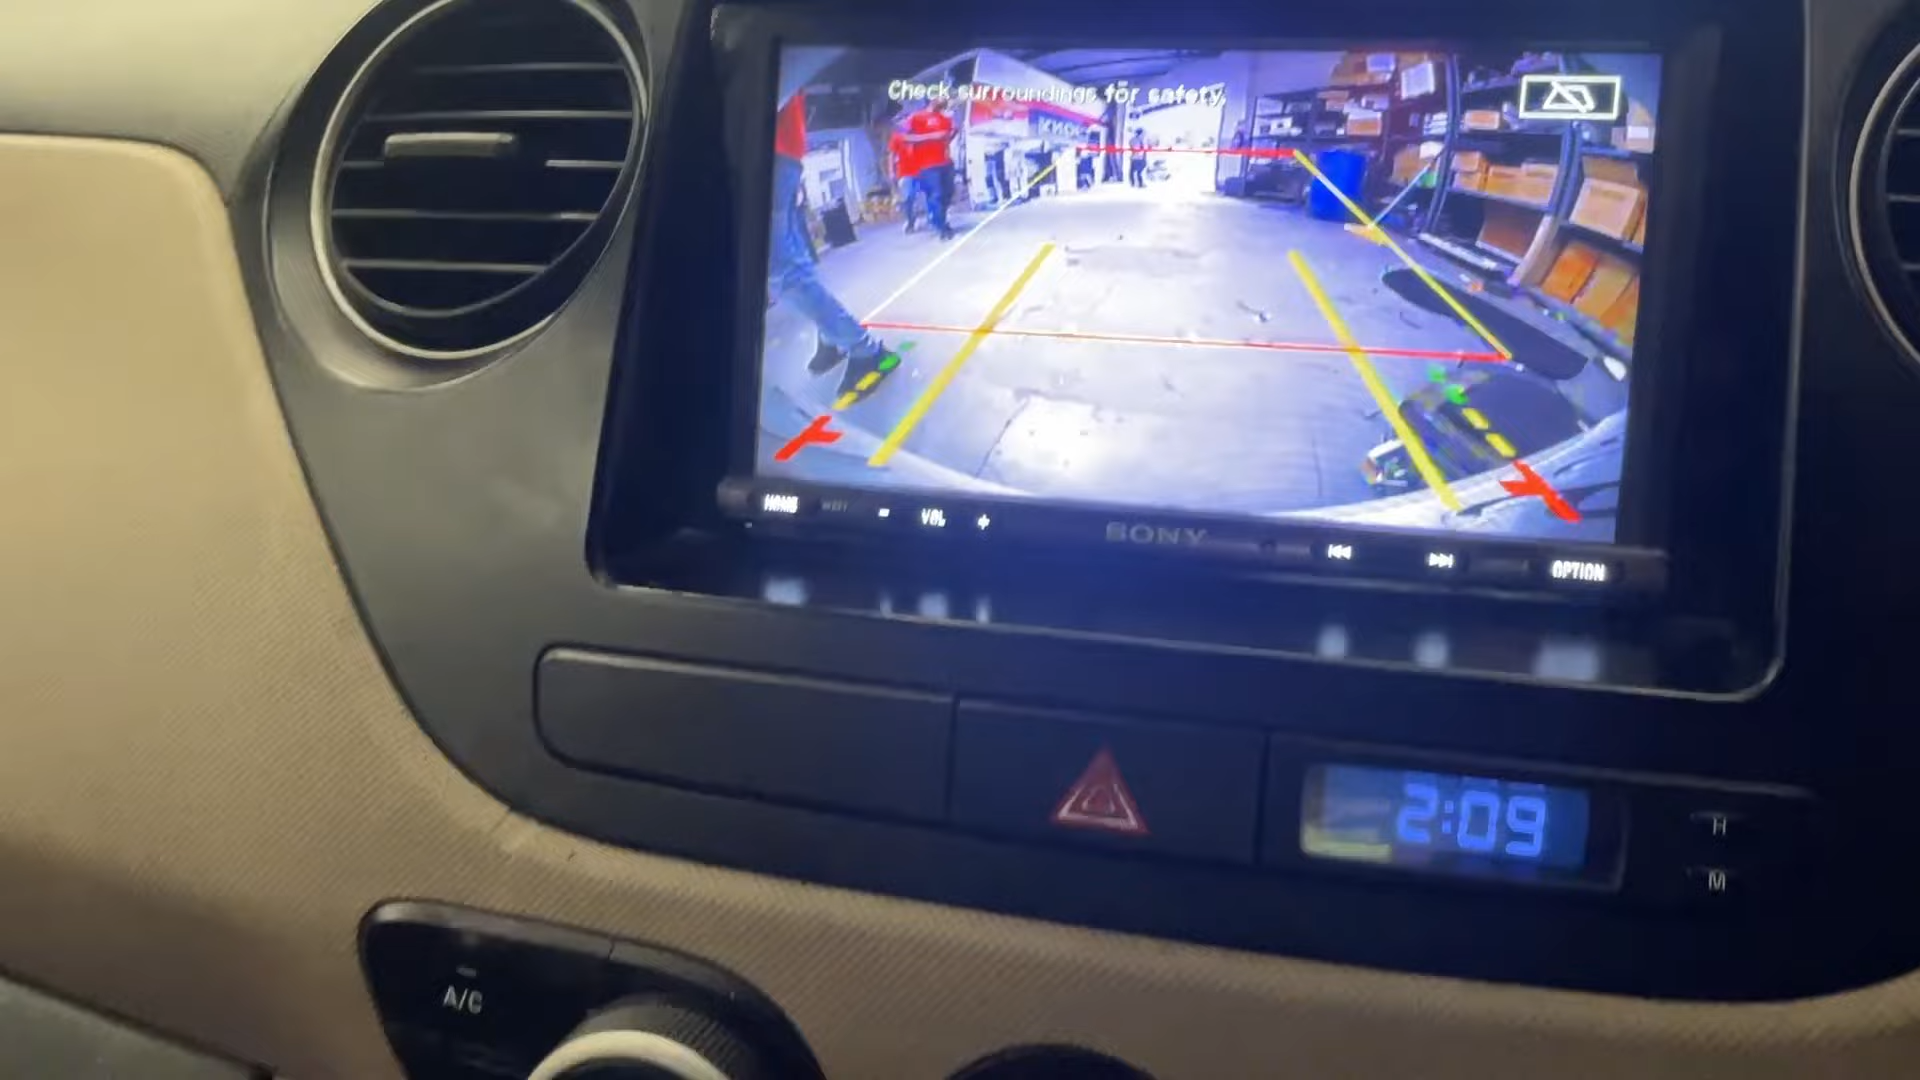 Check surroundings for safety.
HOME
- VOL +
SONY
OPTION
2:09
H
M
A/C